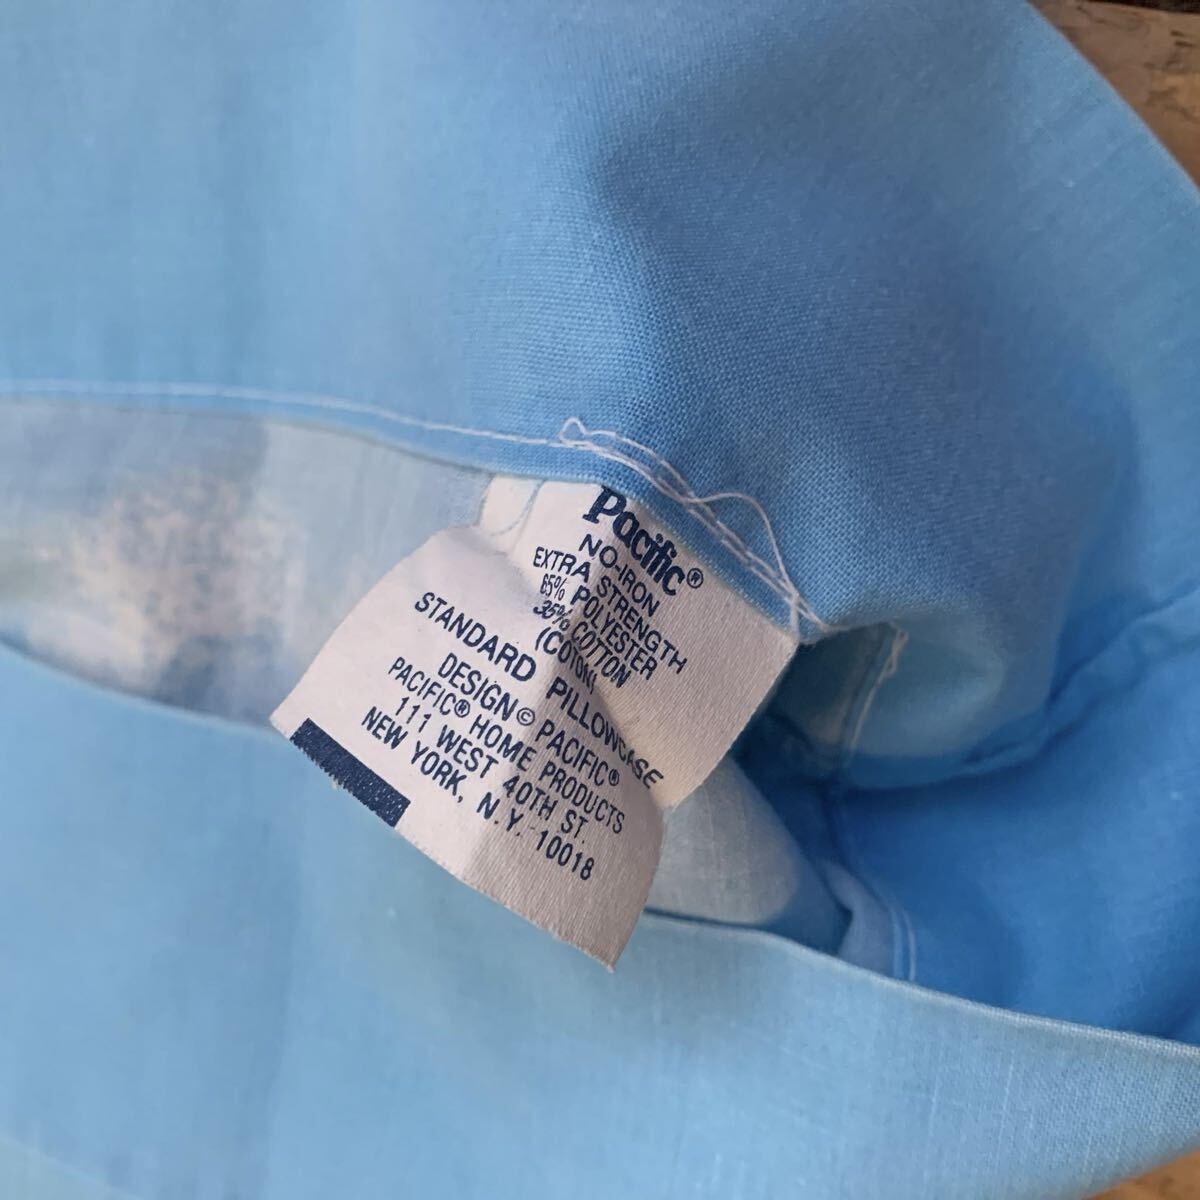 Pacific®
NO-IRON
EXTRA STRENGTH
65% POLYESTER
35% COTTON
(COTON)
STANDARD PILLOWCASE
DESIGN© PACIFIC®
PACIFIC® HOME PRODUCTS
111 WEST 40TH ST.
NEW YORK, N.Y. 10018